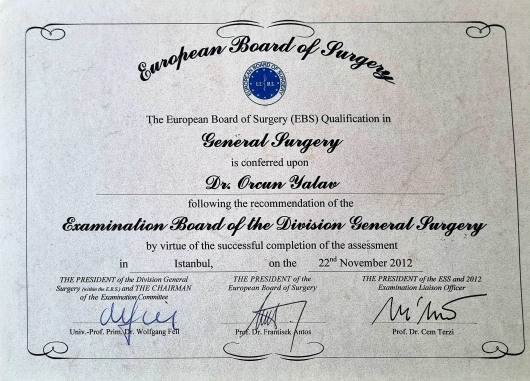 European Board of Surgery
EUROPEAN BOARD OF SURGERY
U.E.M.S.
The European Board of Surgery (EBS) Qualification in
General Surgery
is conferred upon
Dr. Orcun Yalav
following the recommendation of the
Examination Board of the Division General Surgery
by virtue of the successful completion of the assessment
in Istanbul, on the 22nd November 2012
THE PRESIDENT of the Division General
Surgery (within the E.B.S) and THE CHAIRMAN
of the Examination Committee
THE PRESIDENT of the
European Board of Surgery
THE PRESIDENT of the ESS and 2012
Examination Liaison Officer
Univ.-Prof. Prim. Dr. Wolfgang Feil
Prof. Dr. Frantisek Antos
Prof. Dr. Cem Terzi